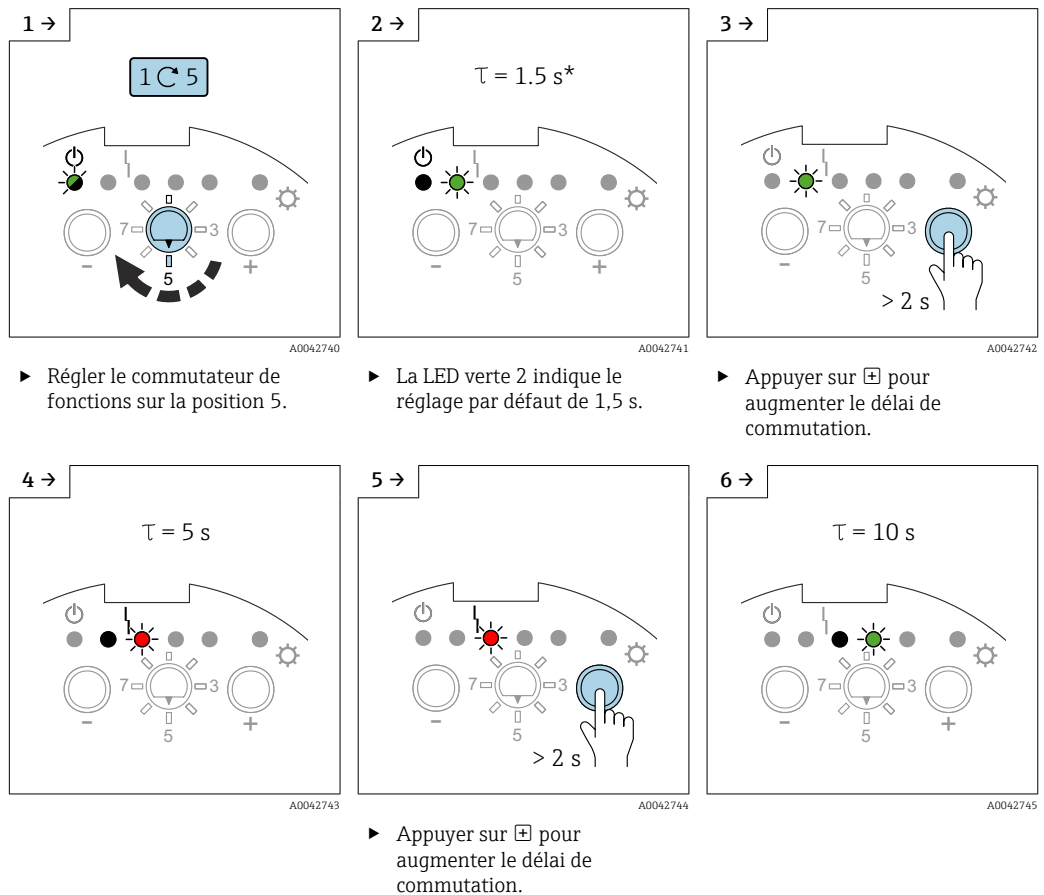 1 →
1 ⟳ 5
7
3
5
-
+
A0042740
► Régler le commutateur de
fonctions sur la position 5.
2 →
τ = 1.5 s*
7
3
5
-
+
A0042741
► La LED verte 2 indique le
réglage par défaut de 1,5 s.
3 →
7
3
5
-
> 2 s
A0042742
► Appuyer sur ⊞ pour
augmenter le délai de
commutation.
4 →
τ = 5 s
7
3
5
-
+
A0042743
5 →
7
3
5
-
> 2 s
A0042744
► Appuyer sur ⊞ pour
augmenter le délai de
commutation.
6 →
τ = 10 s
7
3
5
-
+
A0042745